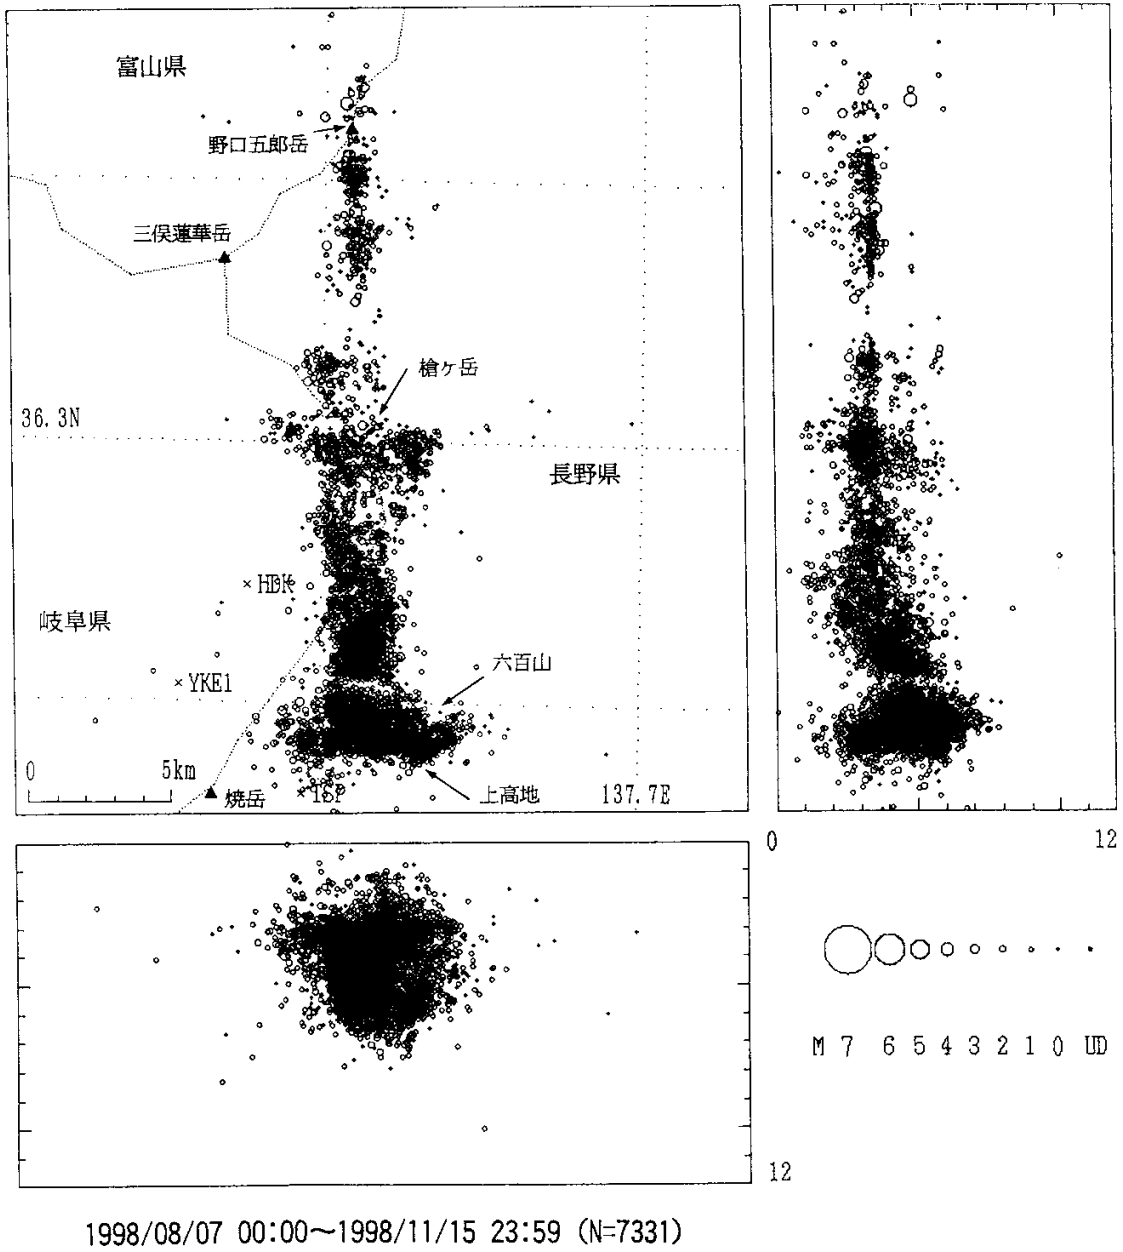 富山県
野口五郎岳
三俣蓮華岳
槍ヶ岳
36.3N
長野県
HDK
岐阜県
六百山
YKE1
0 5km
焼岳
上高地
137.7E
0 12
12
M 7 6 5 4 3 2 1 0 UD
1998/08/07 00:00〜1998/11/15 23:59 (N=7331)